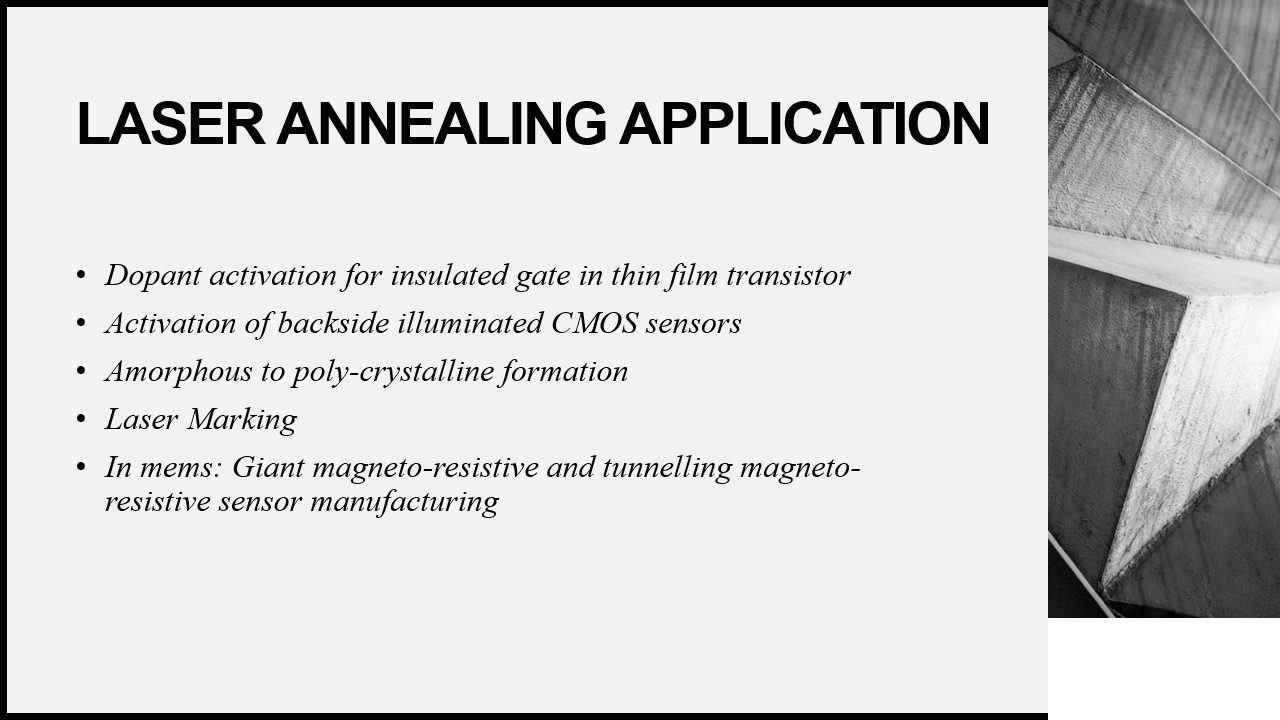 LASER ANNEALING APPLICATION
• Dopant activation for insulated gate in thin film transistor
• Activation of backside illuminated CMOS sensors
• Amorphous to poly-crystalline formation
• Laser Marking
• In mems: Giant magneto-resistive and tunnelling magneto-
resistive sensor manufacturing